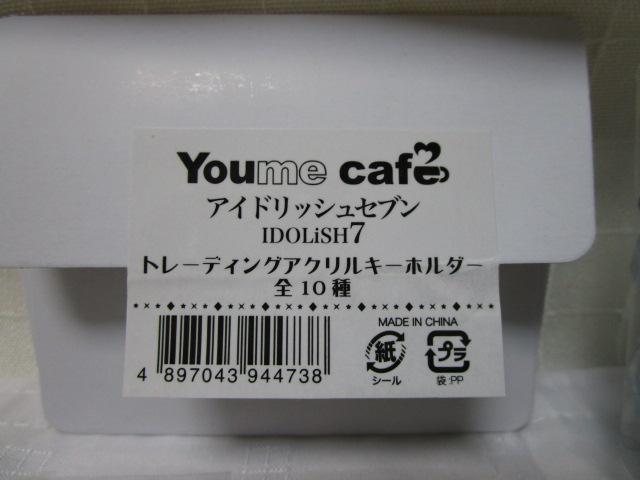 Youme cafe
アイドリッシュセブン
IDOLiSH7
トレーディングアクリルキーホルダー
全10種
MADE IN CHINA
紙
シール
プラ
袋:PP
4 897043 944738